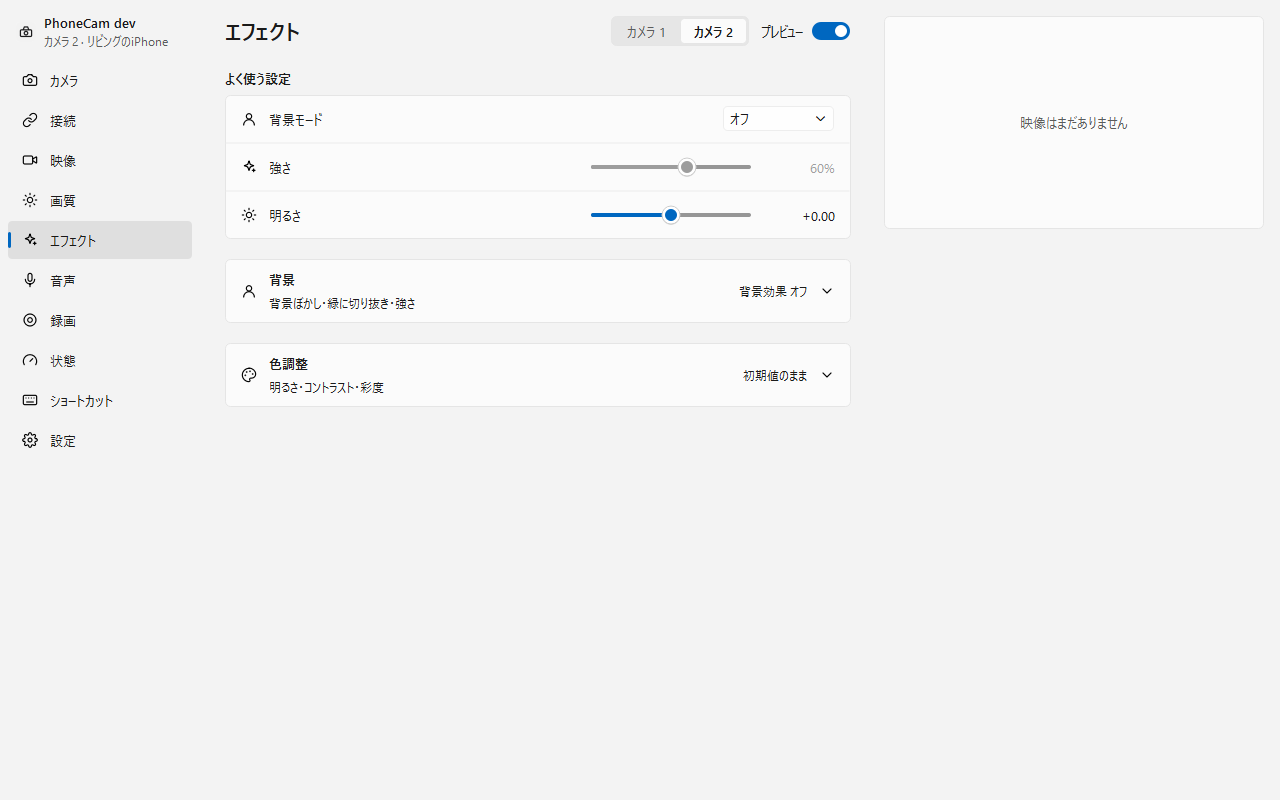 PhoneCam dev
カメラ 2 · リビングのiPhone
カメラ
接続
映像
画質
エフェクト
音声
録画
状態
ショートカット
設定
エフェクト
カメラ 1
カメラ 2
プレビュー
よく使う設定
背景モード
オフ
強さ
60%
明るさ
+0.00
背景
背景ぼかし・緑に切り抜き・強さ
背景効果 オフ
色調整
明るさ・コントラスト・彩度
初期値のまま
映像はまだありません